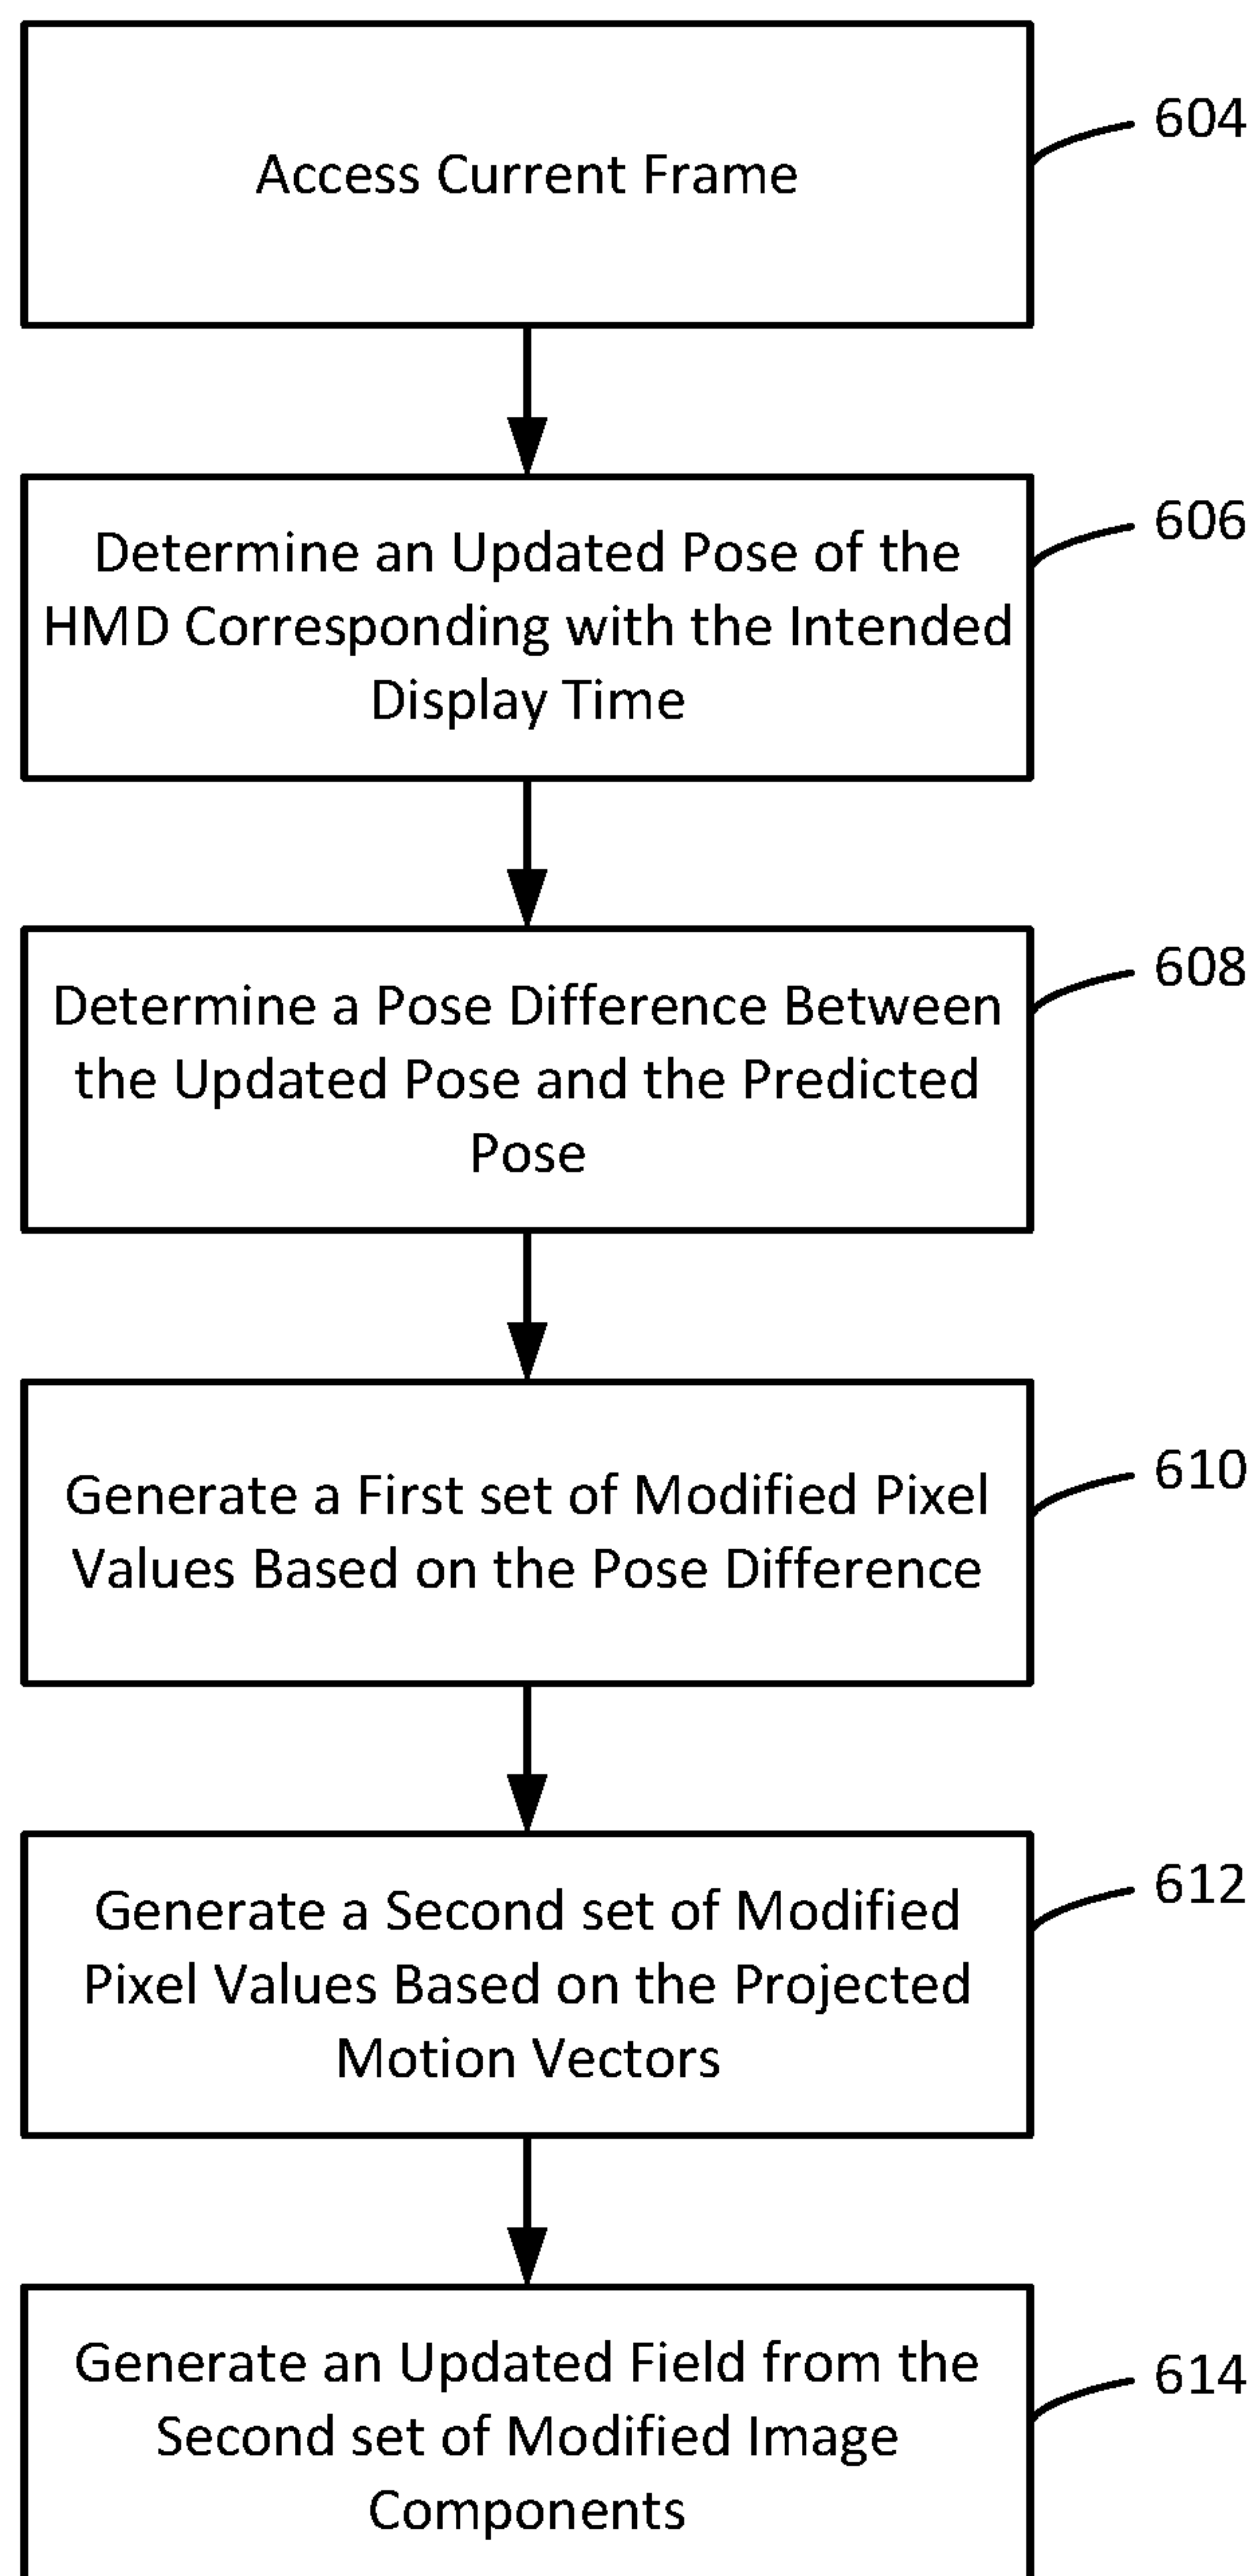 Access Current Frame
604
Determine an Updated Pose of the
HMD Corresponding with the Intended
Display Time
606
Determine a Pose Difference Between
the Updated Pose and the Predicted
Pose
608
Generate a First set of Modified Pixel
Values Based on the Pose Difference
610
Generate a Second set of Modified
Pixel Values Based on the Projected
Motion Vectors
612
Generate an Updated Field from the
Second set of Modified Image
Components
614